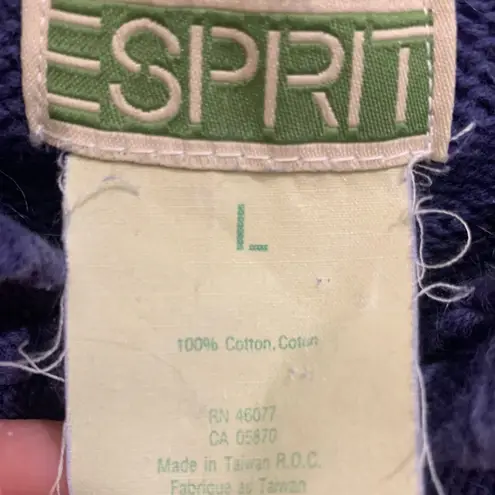 ESPRIT
L
100% Cotton, Coton
RN 46077
CA 05870
Made in Taiwan R.O.C.
Fabriqué au Taiwan